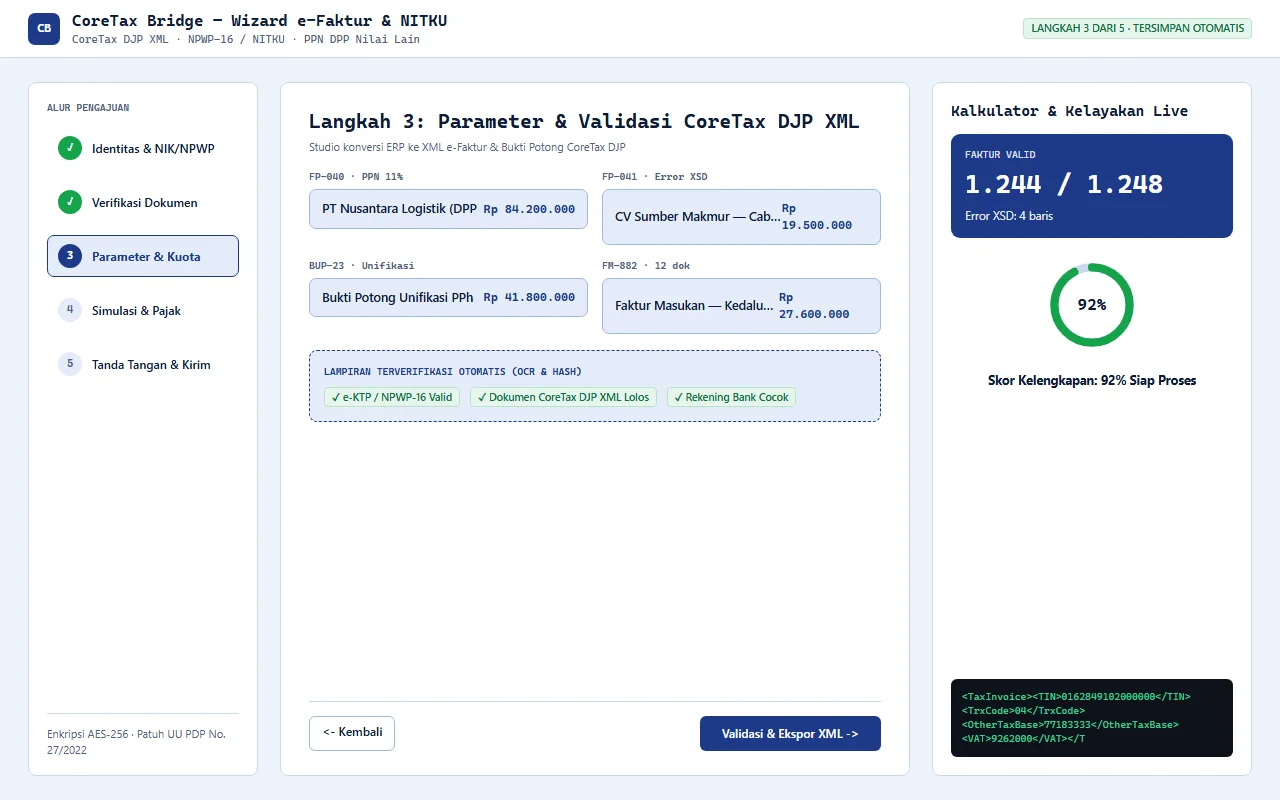 CB
CoreTax Bridge — Wizard e-Faktur & NITKU
CoreTax DJP XML · NPWP-16 / NITKU · PPN DPP Nilai Lain
LANGKAH 3 DARI 5 · TERSIMPAN OTOMATIS
ALUR PENGAJUAN
✓ Identitas & NIK/NPWP
✓ Verifikasi Dokumen
3 Parameter & Kuota
4 Simulasi & Pajak
5 Tanda Tangan & Kirim
Enkripsi AES-256 · Patuh UU PDP No.
27/2022
Langkah 3: Parameter & Validasi CoreTax DJP XML
Studio konversi ERP ke XML e-Faktur & Bukti Potong CoreTax DJP
FP-040 · PPN 11%
PT Nusantara Logistik (DPP Rp 84.200.000
FP-041 · Error XSD
CV Sumber Makmur — Cab... Rp
19.500.000
BUP-23 · Unifikasi
Bukti Potong Unifikasi PPh Rp 41.800.000
FM-882 · 12 dok
Faktur Masukan — Kedalu... Rp
27.600.000
LAMPIRAN TERVERIFIKASI OTOMATIS (OCR & HASH)
✓ e-KTP / NPWP-16 Valid ✓ Dokumen CoreTax DJP XML Lolos ✓ Rekening Bank Cocok
<- Kembali
Validasi & Ekspor XML ->
Kalkulator & Kelayakan Live
FAKTUR VALID
1.244 / 1.248
Error XSD: 4 baris
92%
Skor Kelengkapan: 92% Siap Proses
<TaxInvoice><TIN>0162849102000000</TIN>
<TrxCode>04</TrxCode>
<OtherTaxBase>77183333</OtherTaxBase>
<VAT>9262000</VAT></T